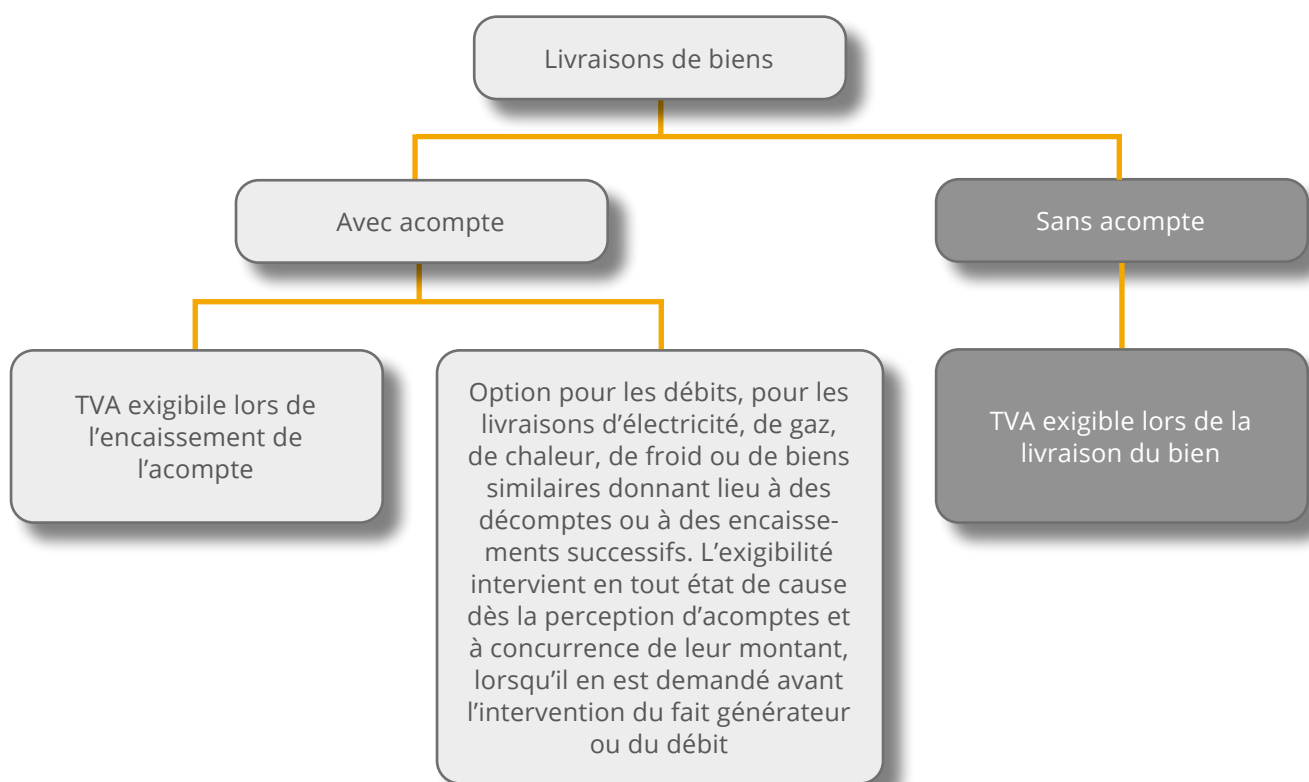 Livraisons de biens
Avec acompte
Sans acompte
TVA exigibile lors de
l’encaissement de
l’acompte
Option pour les débits, pour les
livraisons d’électricité, de gaz,
de chaleur, de froid ou de biens
similaires donnant lieu à des
décomptes ou à des encaisse-
ments successifs. L’exigibilité
intervient en tout état de cause
dès la perception d’acomptes et
à concurrence de leur montant,
lorsqu’il en est demandé avant
l’intervention du fait générateur
ou du débit
TVA exigible lors de la
livraison du bien